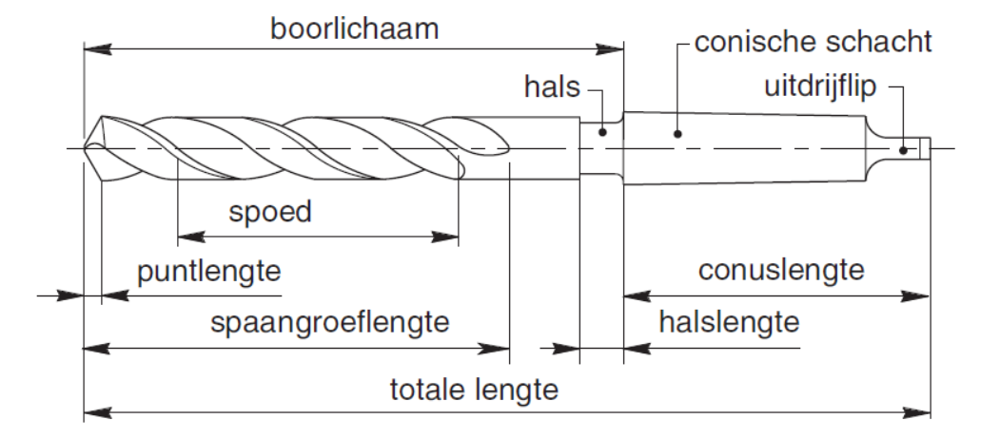 boorlichaam
conische schacht
hals
uitdrijflip
spoed
puntlengte
conuslengte
spaangroeflengte
halslengte
totale lengte